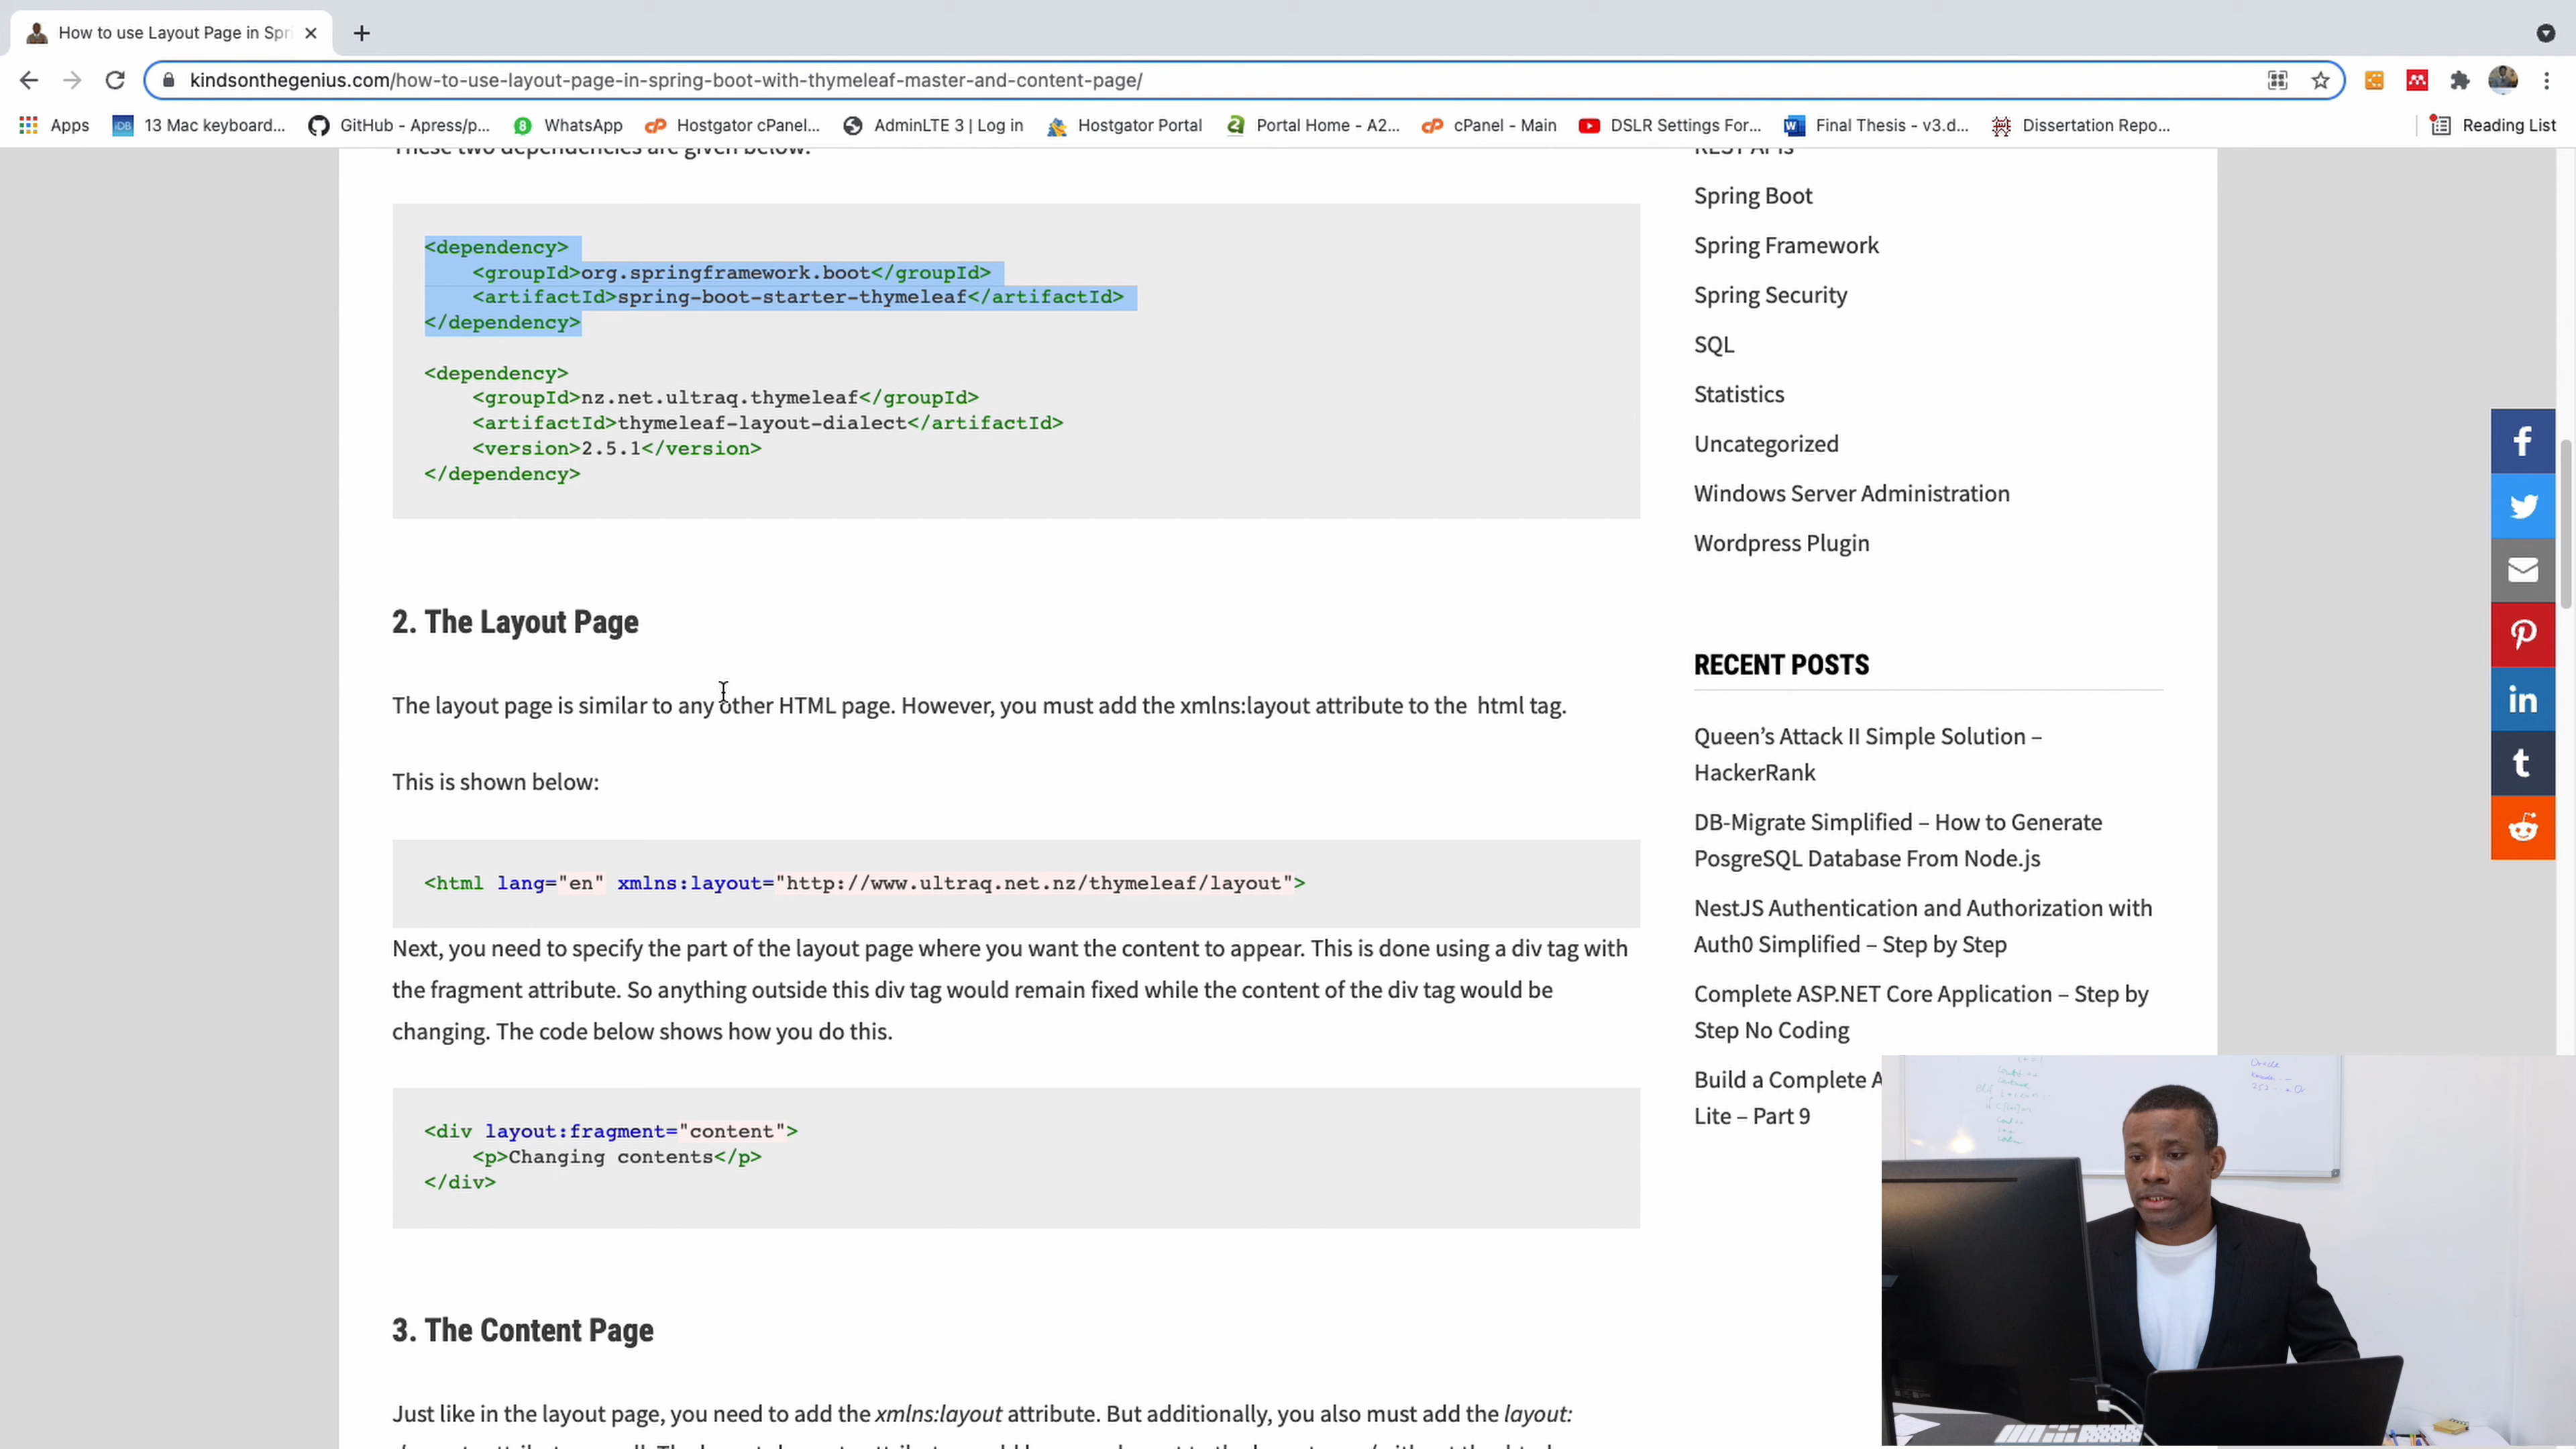 How to use Layout Page in Spri
kindsonthegenius.com/how-to-use-layout-page-in-spring-boot-with-thymeleaf-master-and-content-page/
Apps
13 Mac keyboard...
GitHub - Apress/p...
WhatsApp
Hostgator cPanel...
AdminLTE 3 | Log in
Hostgator Portal
Portal Home - A2...
cPanel - Main
DSLR Settings For...
Final Thesis - v3.d...
Dissertation Repo...
Reading List
These two dependencies are given below:
<dependency>
<groupId>org.springframework.boot</groupId>
<artifactId>spring-boot-starter-thymeleaf</artifactId>
</dependency>
<dependency>
<groupId>nz.net.ultraq.thymeleaf</groupId>
<artifactId>thymeleaf-layout-dialect</artifactId>
<version>2.5.1</version>
</dependency>
2. The Layout Page
The layout page is similar to any other HTML page. However, you must add the xmlns:layout attribute to the html tag.
This is shown below:
<html lang="en" xmlns:layout="http://www.ultraq.net.nz/thymeleaf/layout">
Next, you need to specify the part of the layout page where you want the content to appear. This is done using a div tag with
the fragment attribute. So anything outside this div tag would remain fixed while the content of the div tag would be
changing. The code below shows how you do this.
<div layout:fragment="content">
<p>Changing contents</p>
</div>
3. The Content Page
Just like in the layout page, you need to add the xmlns:layout attribute. But additionally, you also must add the layout:
REST APIs
Spring Boot
Spring Framework
Spring Security
SQL
Statistics
Uncategorized
Windows Server Administration
Wordpress Plugin
RECENT POSTS
Queen's Attack II Simple Solution –
HackerRank
DB-Migrate Simplified – How to Generate
PosgreSQL Database From Node.js
NestJS Authentication and Authorization with
Auth0 Simplified – Step by Step
Complete ASP.NET Core Application – Step by
Step No Coding
Build a Complete A
Lite – Part 9